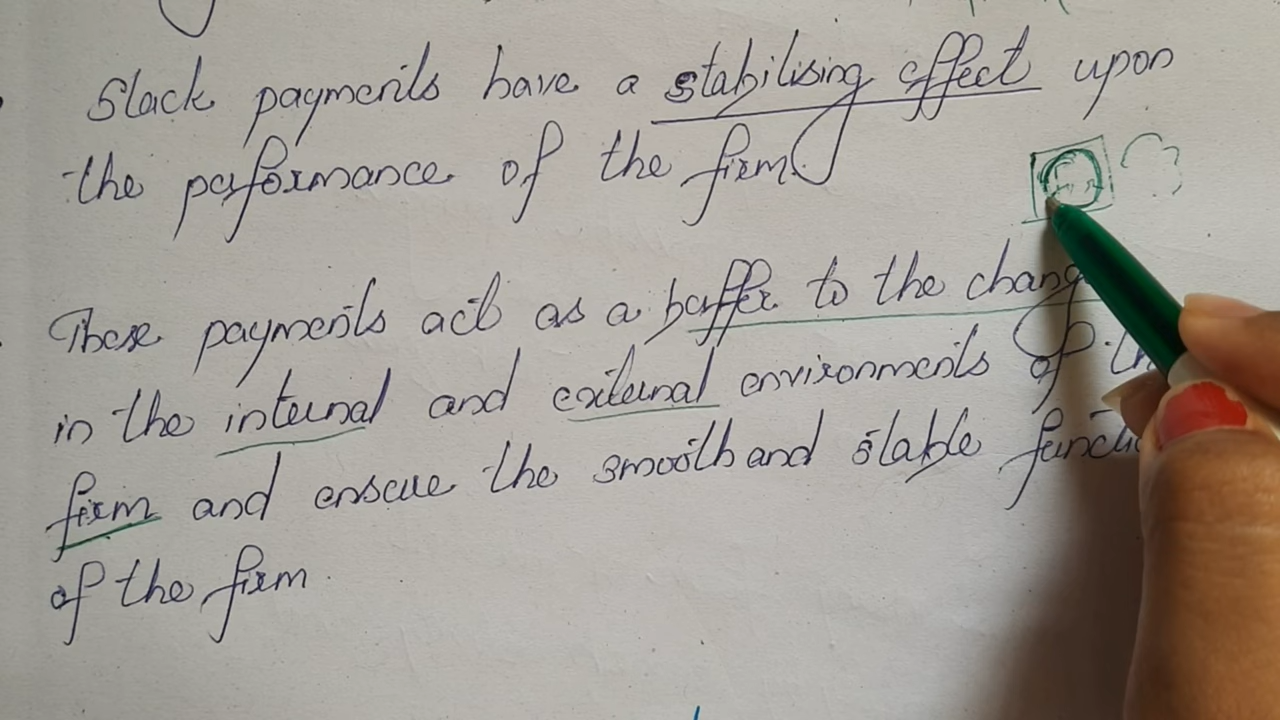 Slack payments have a stabilising effect upon
the performance of the firm.
These payments act as a buffer to the chang
in the internal and external environments of th
firm and ensure the smooth and stable functi
of the firm.